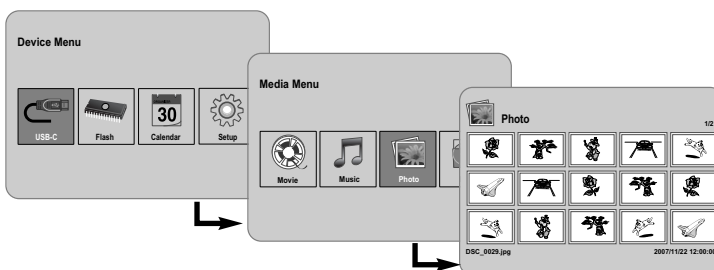 Device Menu
30
USB-C
Flash
Calendar
Setup
Media Menu
Movie
Music
Photo
Photo
1/2
DSC_0029.jpg
2007/11/22 12:00:00